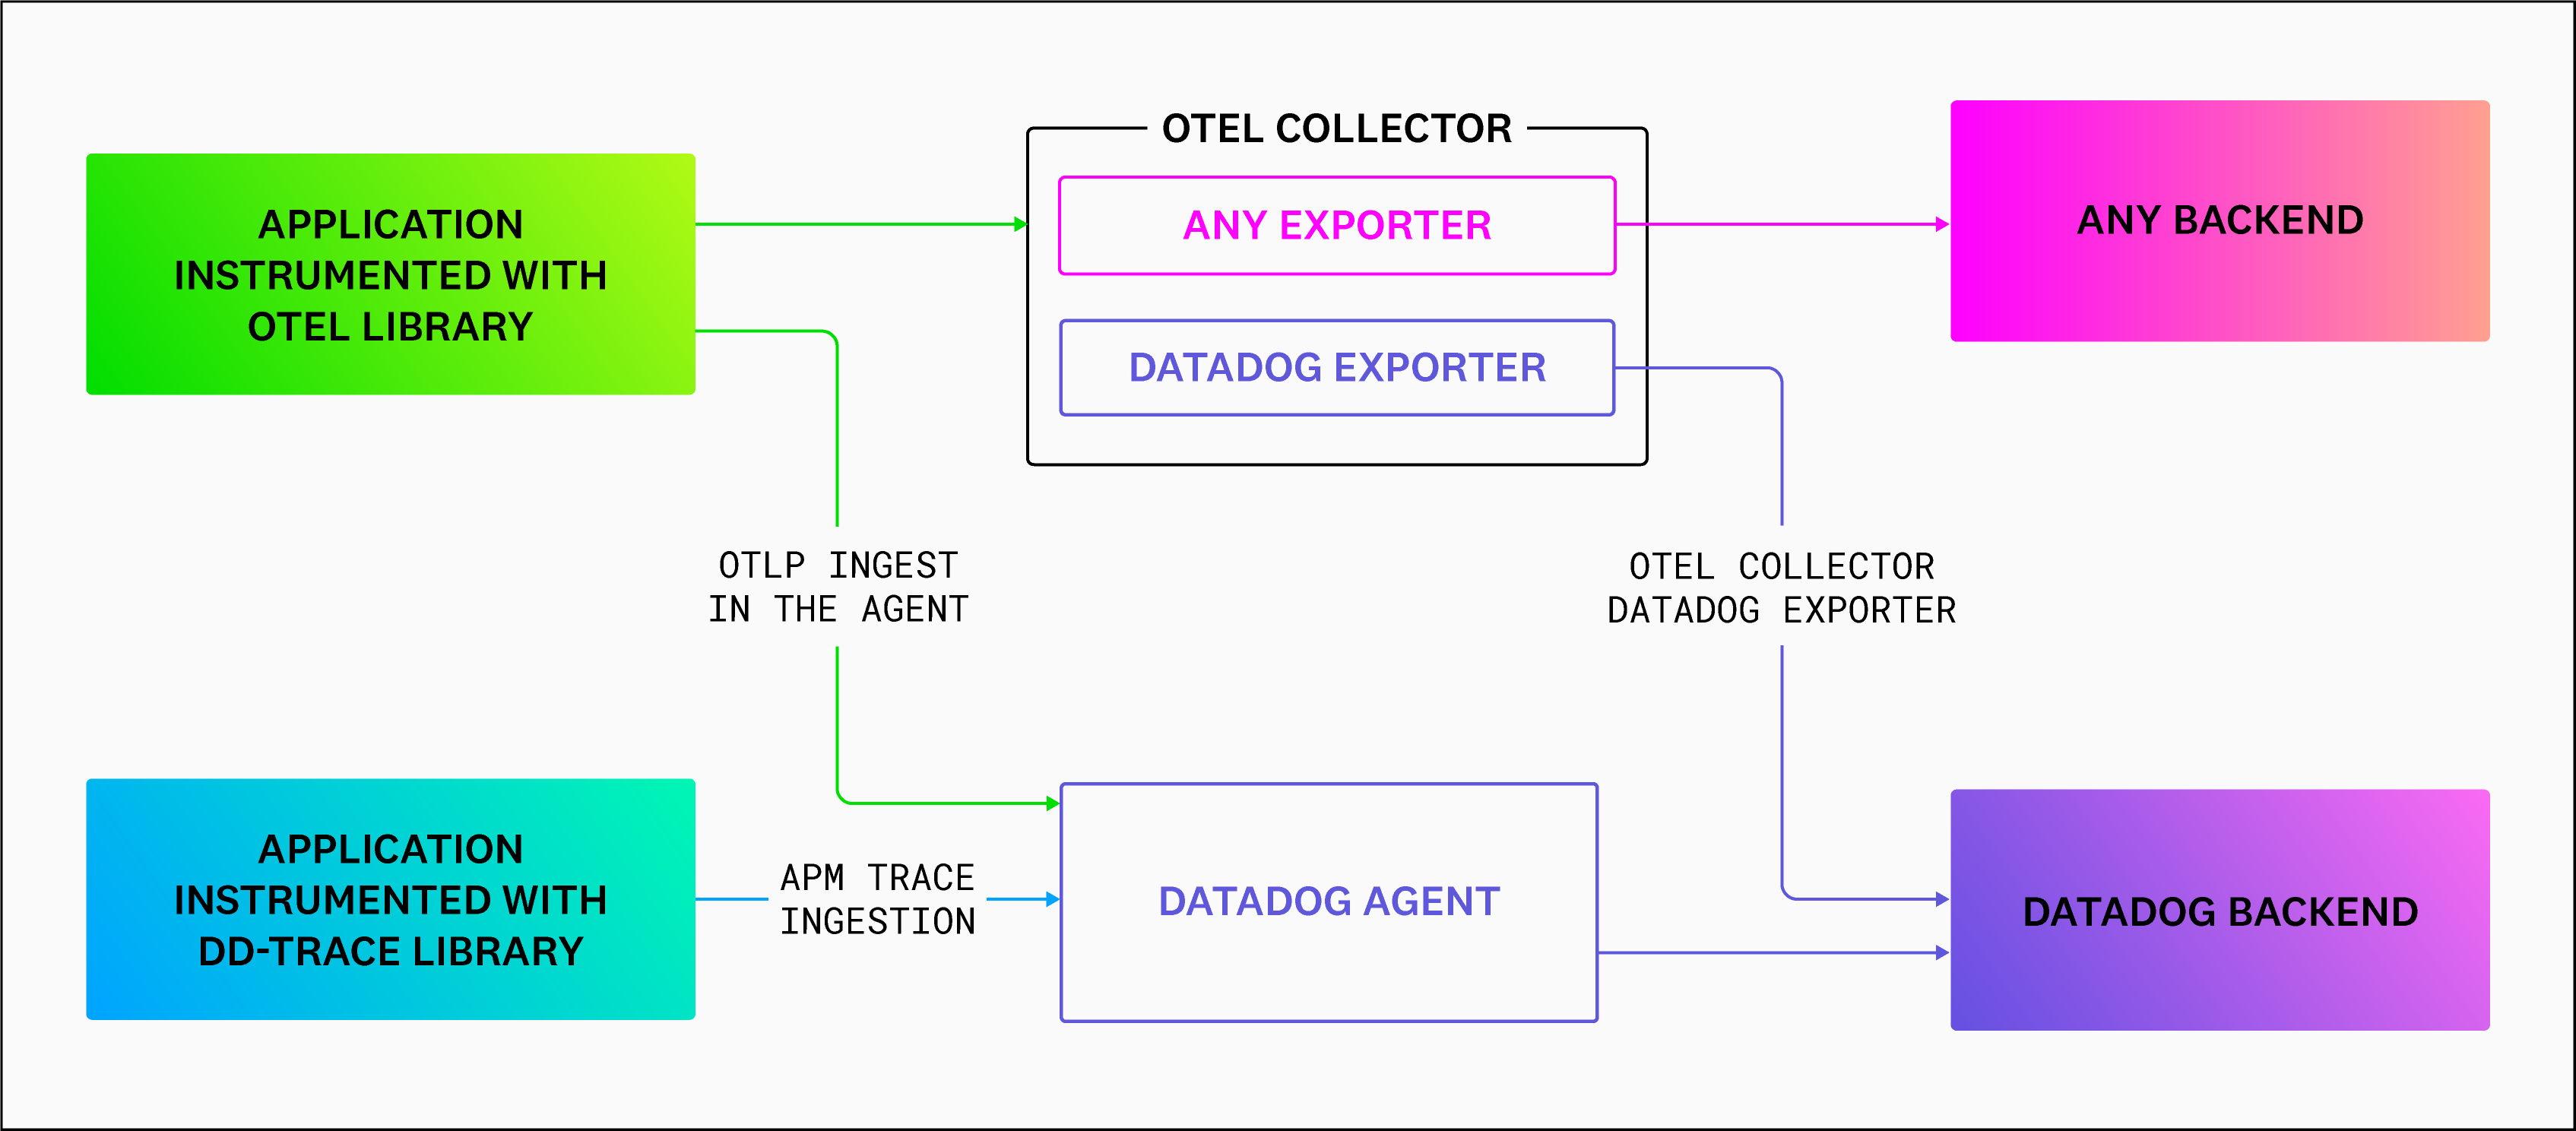 OTEL COLLECTOR
APPLICATION
INSTRUMENTED WITH
OTEL LIBRARY
ANY EXPORTER
ANY BACKEND
DATADOG EXPORTER
OTLP INGEST
IN THE AGENT
OTEL COLLECTOR
DATADOG EXPORTER
APPLICATION
INSTRUMENTED WITH
DD-TRACE LIBRARY
APM TRACE
INGESTION
DATADOG AGENT
DATADOG BACKEND